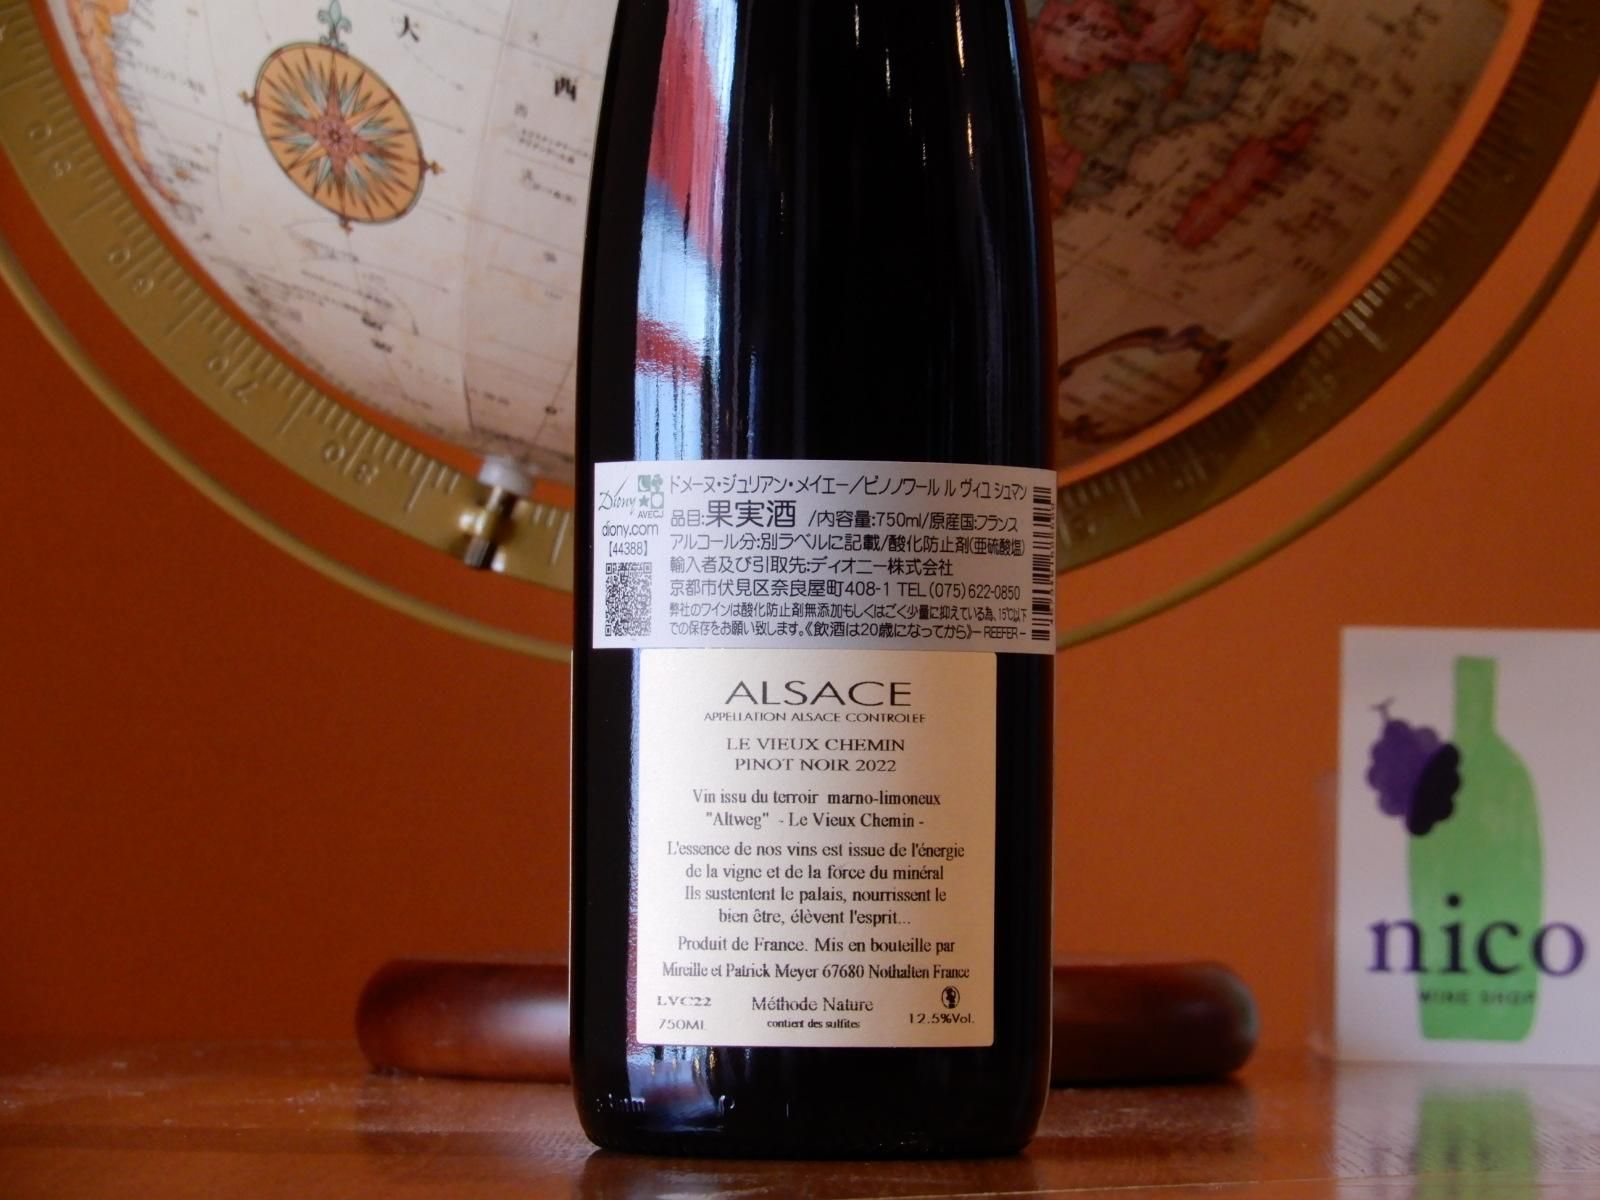 大
西
Diony
AVECJ
diony.com
【44388】
ドメーヌ・ジュリアン・メイエー/ピノノワール ル ヴィユ シュマン
品目:果実酒 /内容量:750ml/原産国:フランス
アルコール分:別ラベルに記載/酸化防止剤(亜硫酸塩)
輸入者及び引取先:ディオニー株式会社
京都市伏見区奈良屋町408-1 TEL(075)622-0850
弊社のワインは酸化防止剤無添加もしくはごく少量に抑えている為、15℃以下
での保存をお願い致します。《飲酒は20歳になってから》- REEFER -
ALSACE
APPELLATION ALSACE CONTROLEE
LE VIEUX CHEMIN
PINOT NOIR 2022
Vin issu du terroir marno-limoneux
"Altweg" - Le Vieux Chemin -
L'essence de nos vins est issue de l'énergie
de la vigne et de la force du minéral
Ils sustentent le palais, nourrissent le
bien être, élèvent l'esprit...
Produit de France. Mis en bouteille par
Mireille et Patrick Meyer 67680 Nothalten France
LVC22 Méthode Nature
750ML contient des sulfites 12.5%Vol.
nico
WINE SHOP